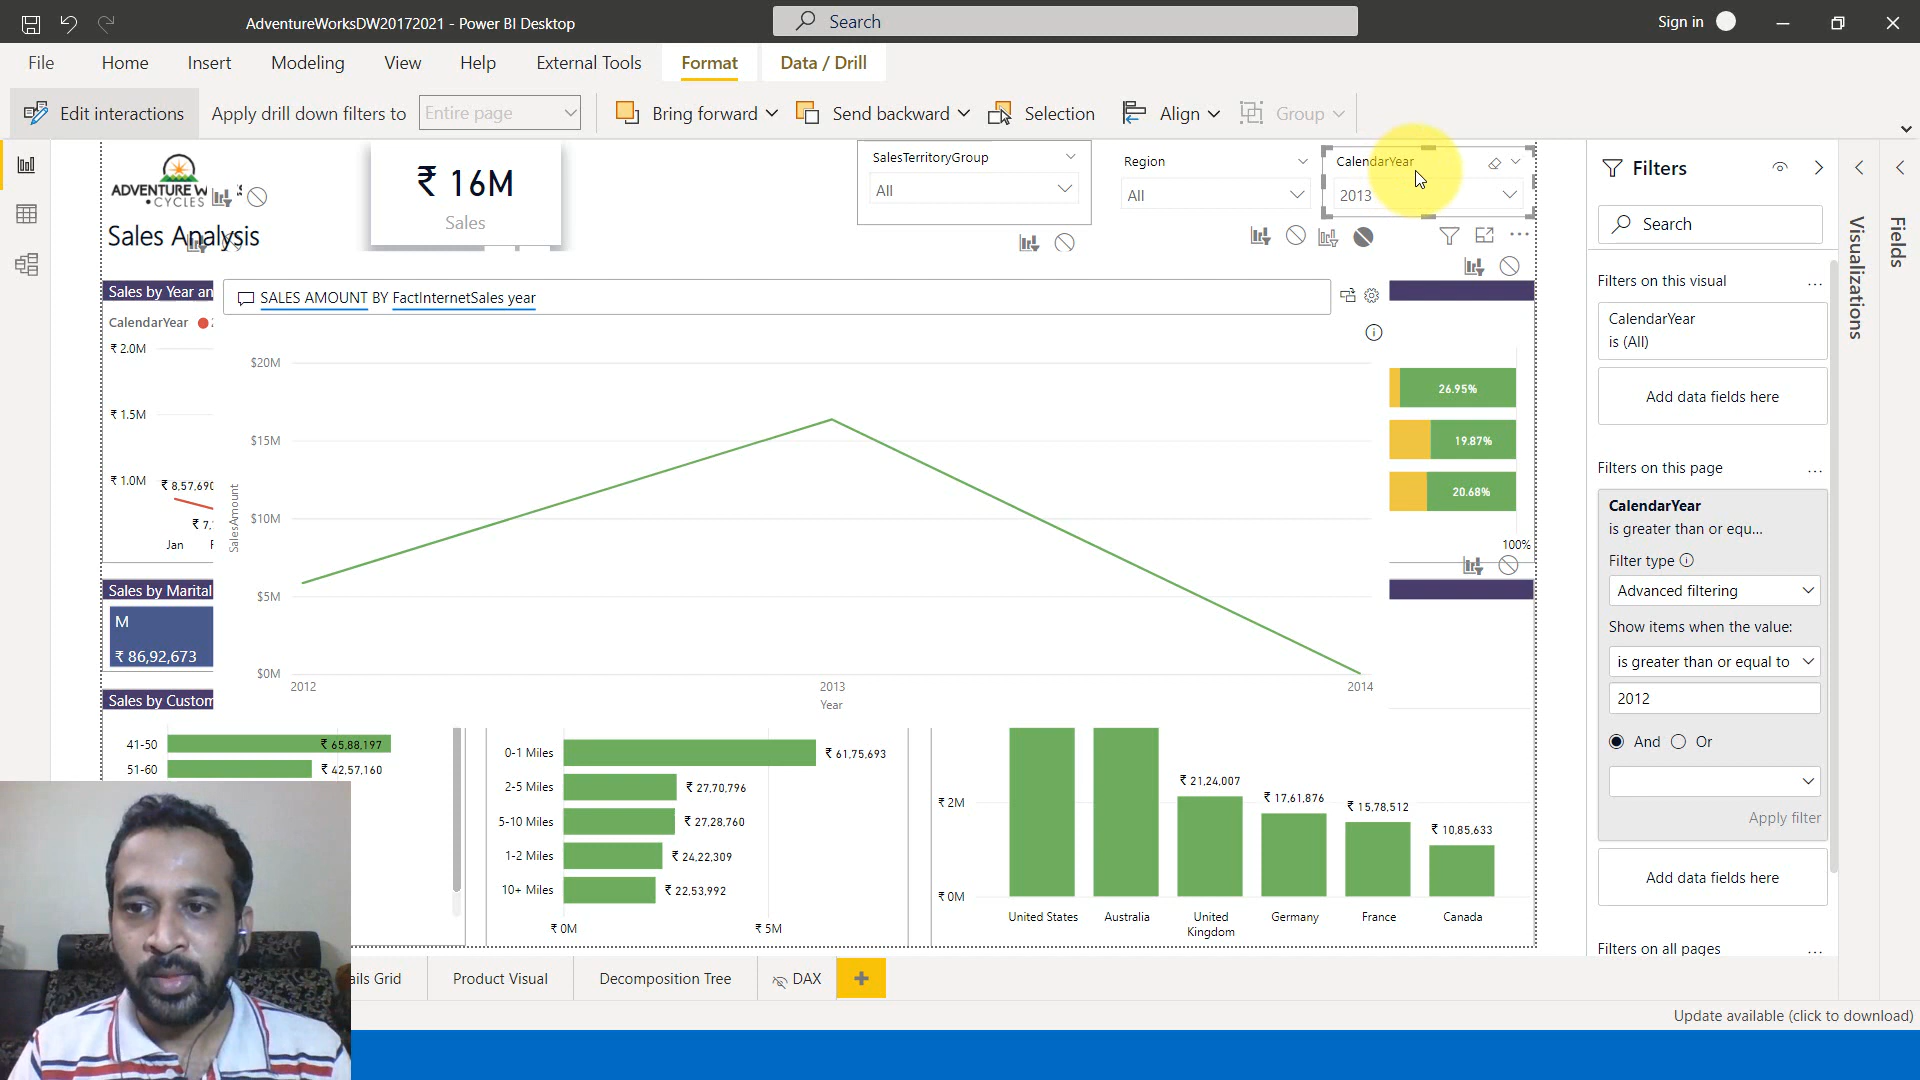 AdventureWorksDW20172021 - Power BI Desktop
Search
Sign in
File Home Insert Modeling View Help External Tools Format Data / Drill
Edit interactions Apply drill down filters to Entire page Bring forward Send backward Selection Align Group
ADVENTURE W
CYCLES
Sales Analysis
₹ 16M
Sales
SalesTerritoryGroup
All
Region
All
CalendarYear
2013
Sales by Year an
CalendarYear
₹ 2.0M
₹ 1.5M
₹ 1.0M
₹ 8,57,690
₹ 7,
Jan
SALES AMOUNT BY FactInternetSales year
$20M
$15M
$10M
$5M
$0M
SalesAmount
2012 2013 2014
Year
26.95%
19.87%
20.68%
100%
Sales by Marital
M
₹ 86,92,673
Sales by Custom
41-50 ₹ 65,88,197
51-60 ₹ 42,57,160
0-1 Miles ₹ 61,75,693
2-5 Miles ₹ 27,70,796
5-10 Miles ₹ 27,28,760
1-2 Miles ₹ 24,22,309
10+ Miles ₹ 22,53,992
₹ 0M ₹ 5M
₹ 2M
₹ 0M
₹ 21,24,007
₹ 17,61,876
₹ 15,78,512
₹ 10,85,633
United States Australia United Kingdom Germany France Canada
Filters
Search
Filters on this visual
CalendarYear
is (All)
Add data fields here
Filters on this page
CalendarYear
is greater than or equ...
Filter type
Advanced filtering
Show items when the value:
is greater than or equal to
2012
And Or
Apply filter
Add data fields here
Filters on all pages
Visualizations
Fields
ails Grid Product Visual Decomposition Tree DAX
Update available (click to download)